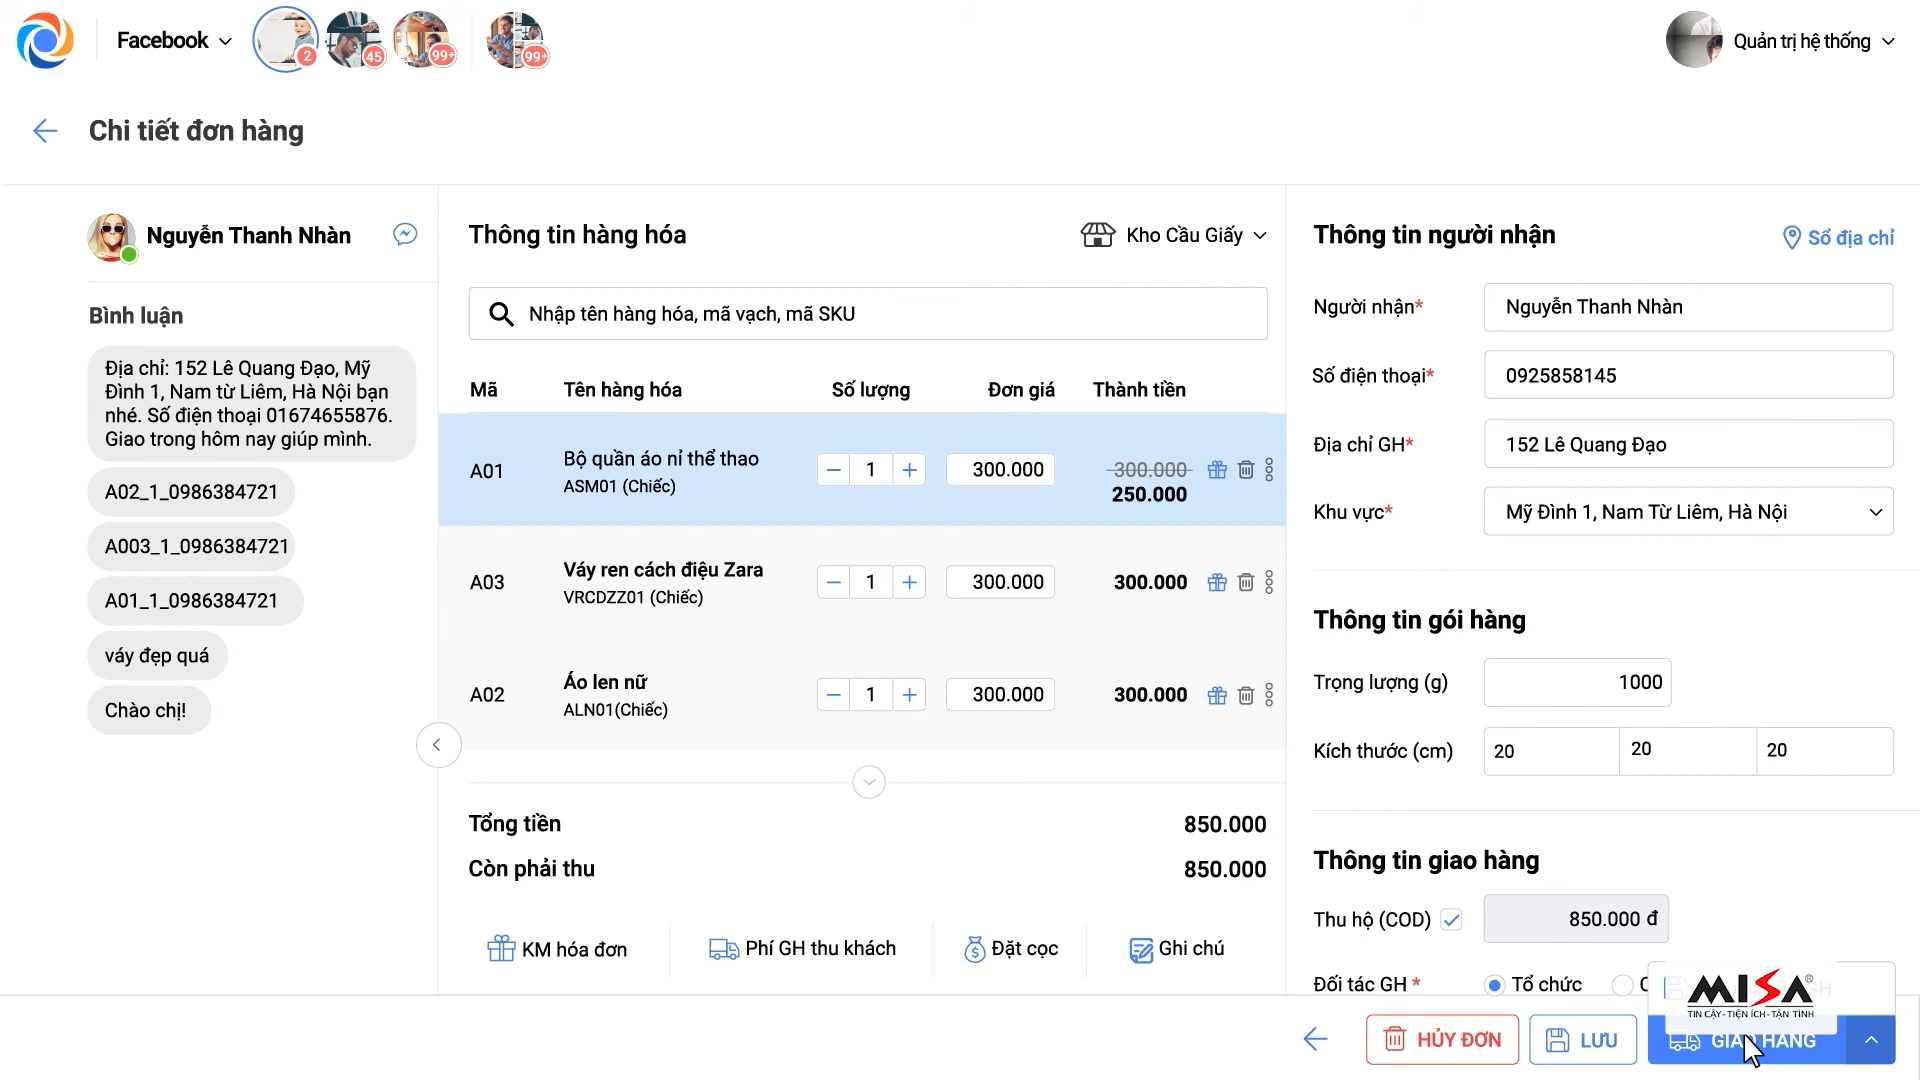 Facebook
2
45
99+
99+
Quản trị hệ thống
Chi tiết đơn hàng
Nguyễn Thanh Nhàn
Bình luận
Địa chỉ: 152 Lê Quang Đạo, Mỹ
Đình 1, Nam từ Liêm, Hà Nội bạn
nhé. Số điện thoại 01674655876.
Giao trong hôm nay giúp mình.
A02_1_0986384721
A003_1_0986384721
A01_1_0986384721
váy đẹp quá
Chào chị!
Thông tin hàng hóa
Kho Cầu Giấy
Nhập tên hàng hóa, mã vạch, mã SKU
Mã Tên hàng hóa Số lượng Đơn giá Thành tiền
A01 Bộ quần áo nỉ thể thao 1 300.000 300.000
ASM01 (Chiếc) 250.000
A03 Váy ren cách điệu Zara 1 300.000 300.000
VRCDZZ01 (Chiếc)
A02 Áo len nữ 1 300.000 300.000
ALN01(Chiếc)
Tổng tiền 850.000
Còn phải thu 850.000
KM hóa đơn Phí GH thu khách Đặt cọc Ghi chú
Thông tin người nhận
Sổ địa chỉ
Người nhận* Nguyễn Thanh Nhàn
Số điện thoại* 0925858145
Địa chỉ GH* 152 Lê Quang Đạo
Khu vực* Mỹ Đình 1, Nam Từ Liêm, Hà Nội
Thông tin gói hàng
Trọng lượng (g) 1000
Kích thước (cm) 20 20 20
Thông tin giao hàng
Thu hộ (COD) 850.000 đ
Đối tác GH * Tổ chức
MISA®
TIN CẬY-TIỆN ÍCH-TẬN TÌNH
HỦY ĐƠN LƯU GIAO HÀNG